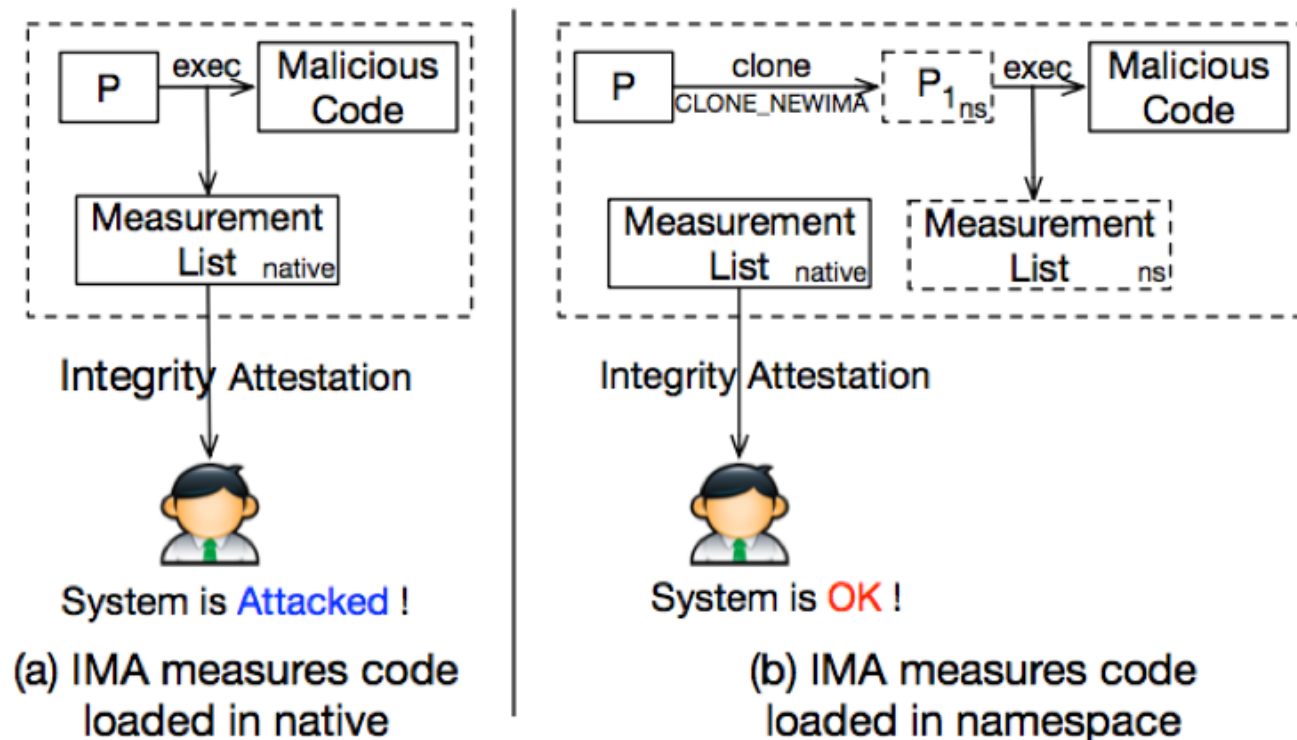 P
exec
Malicious
Code
Measurement
List native
Integrity Attestation
System is Attacked !
(a) IMA measures code
loaded in native
P
clone
CLONE_NEWIMA
P1ns
exec
Malicious
Code
Measurement
List native
Measurement
List ns
Integrity Attestation
System is OK !
(b) IMA measures code
loaded in namespace